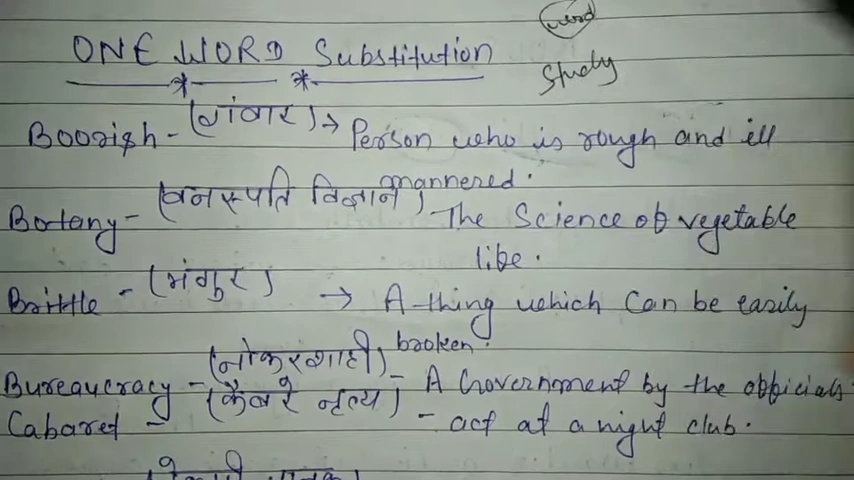 word
study
ONE WORD Substitution
Boorish - (गांवार) → Person who is rough and ill
mannered.
Botany - (वनस्पति विज्ञान) - The Science of vegetable
life.
Brittle - (भंगुर) → A thing which can be easily
broken.
Bureaucracy - (नोकरशाही) - A Government by the officials.
Cabaret - (कैबरे नृत्य) - act at a night club.